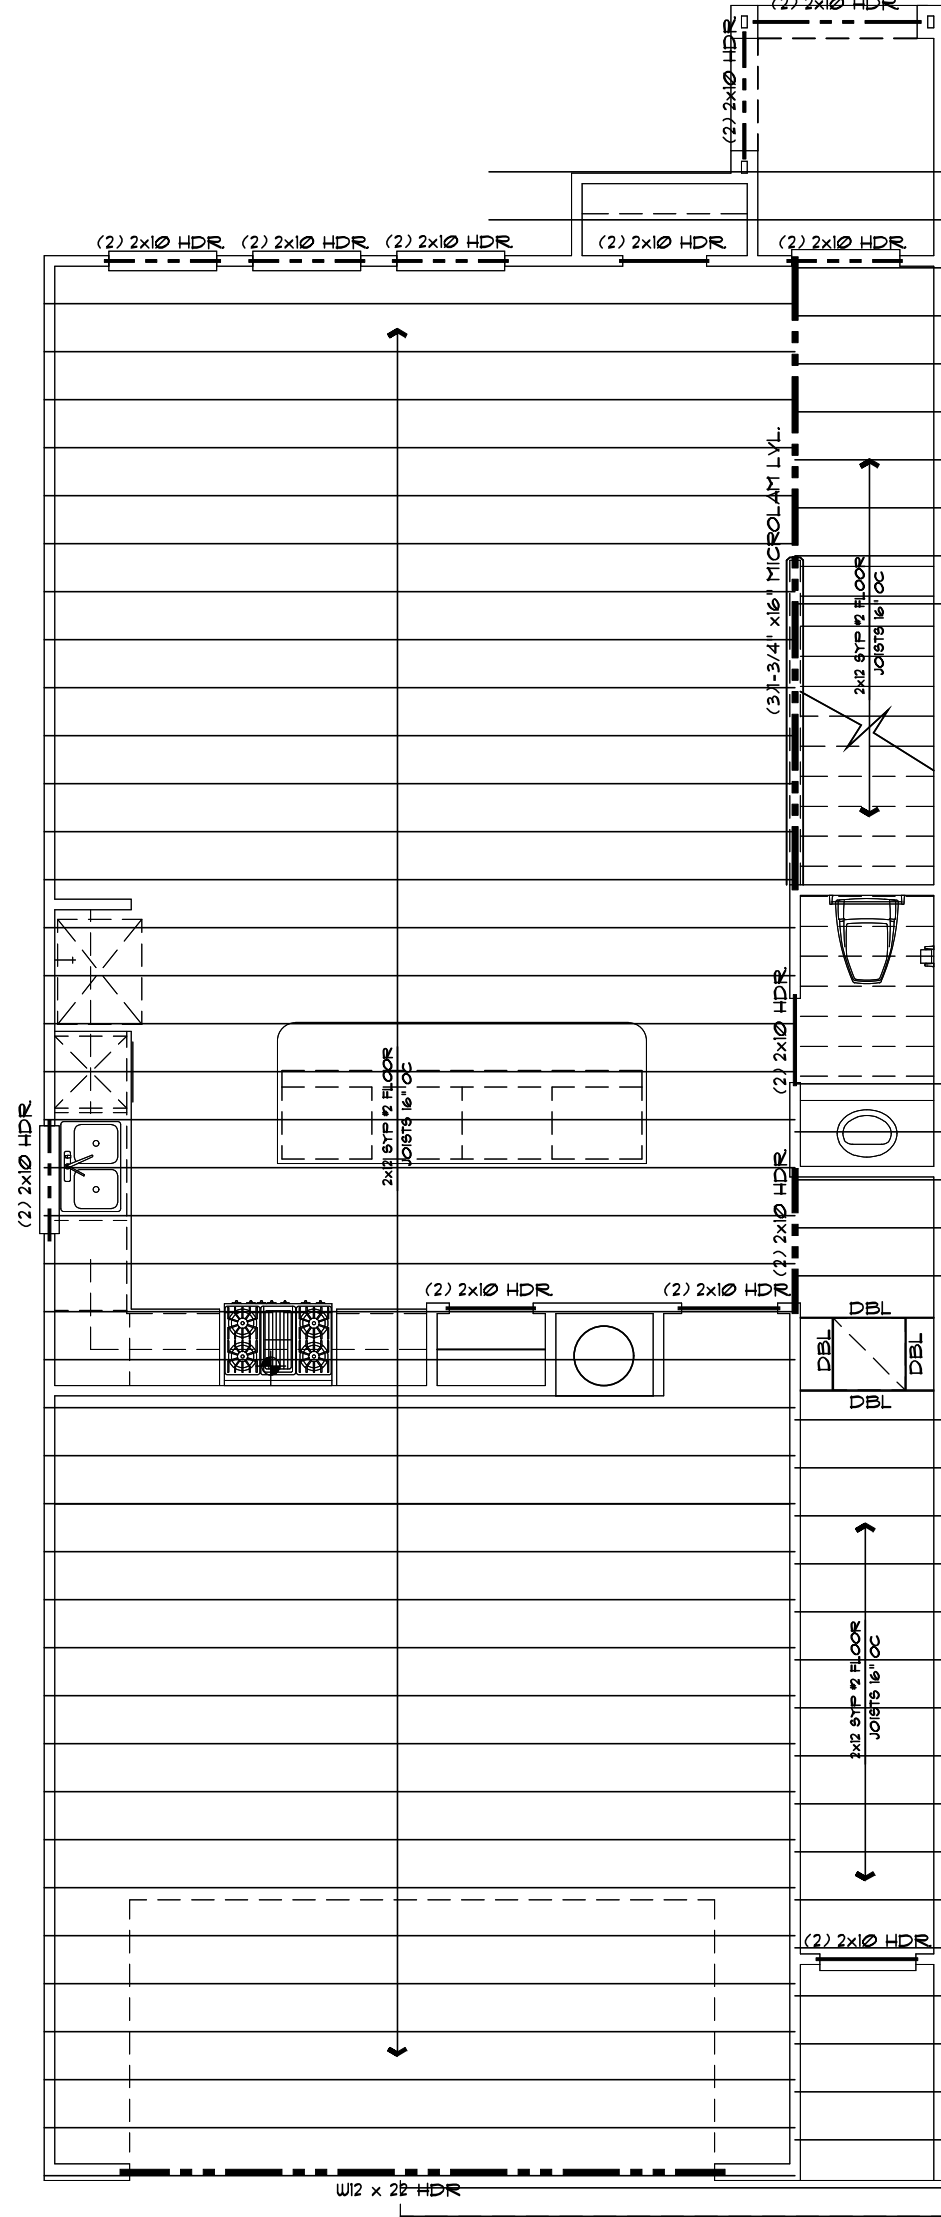 (2) 2x10 HDR
(2) 2x10 HDR
(2) 2x10 HDR.
(2) 2x10 HDR.
(2) 2x10 HDR.
(2) 2x10 HDR.
(2) 2x10 HDR.
(3)1-3/4" x16" MICROLAM LVL.
2x12 SYP #2 FLOOR
JOISTS 16" OC
(2) 2x10 HDR.
2x12 SYP #2 FLOOR
JOISTS 16" OC
(2) 2x10 HDR.
(2) 2x10 HDR.
(2) 2x10 HDR
(2) 2x10 HDR
DBL
DBL
DBL
DBL
2x12 SYP #2 FLOOR
JOISTS 16" OC
(2) 2x10 HDR.
W12 x 22 HDR